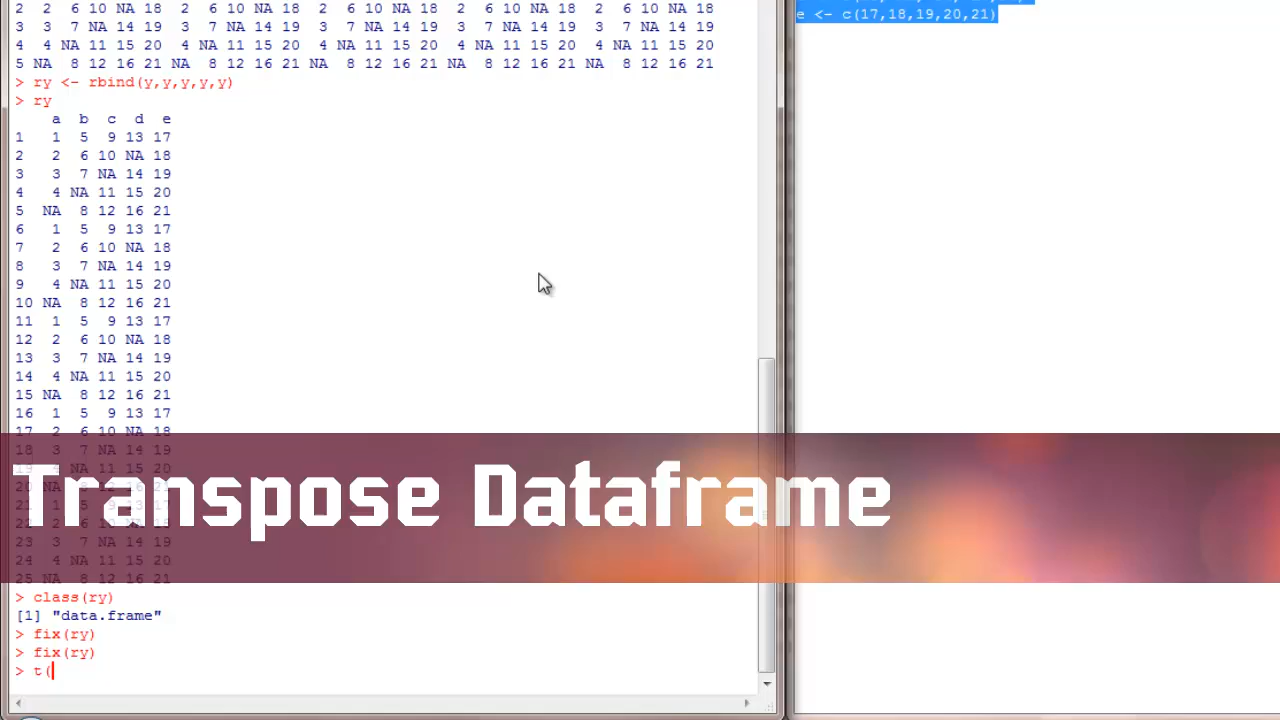 2 2 6 10 NA 18 2 6 10 NA 18 2 6 10 NA 18 2 6 10 NA 18 2 6 10 NA 18
3 3 7 NA 14 19 3 7 NA 14 19 3 7 NA 14 19 3 7 NA 14 19 3 7 NA 14 19
4 4 NA 11 15 20 4 NA 11 15 20 4 NA 11 15 20 4 NA 11 15 20 4 NA 11 15 20
5 NA 8 12 16 21 NA 8 12 16 21 NA 8 12 16 21 NA 8 12 16 21 NA 8 12 16 21
> ry <- rbind(y,y,y,y,y)
> ry
a b c d e
1 1 5 9 13 17
2 2 6 10 NA 18
3 3 7 NA 14 19
4 4 NA 11 15 20
5 NA 8 12 16 21
6 1 5 9 13 17
7 2 6 10 NA 18
8 3 7 NA 14 19
9 4 NA 11 15 20
10 NA 8 12 16 21
11 1 5 9 13 17
12 2 6 10 NA 18
13 3 7 NA 14 19
14 4 NA 11 15 20
15 NA 8 12 16 21
16 1 5 9 13 17
17 2 6 10 NA 18
18 3 7 NA 14 19
23 3 7 NA 14 19
24 4 NA 11 15 20
25 NA 8 12 16 21
> class(ry)
[1] "data.frame"
> fix(ry)
> fix(ry)
> t(
e <- c(17,18,19,20,21)
Transpose Dataframe